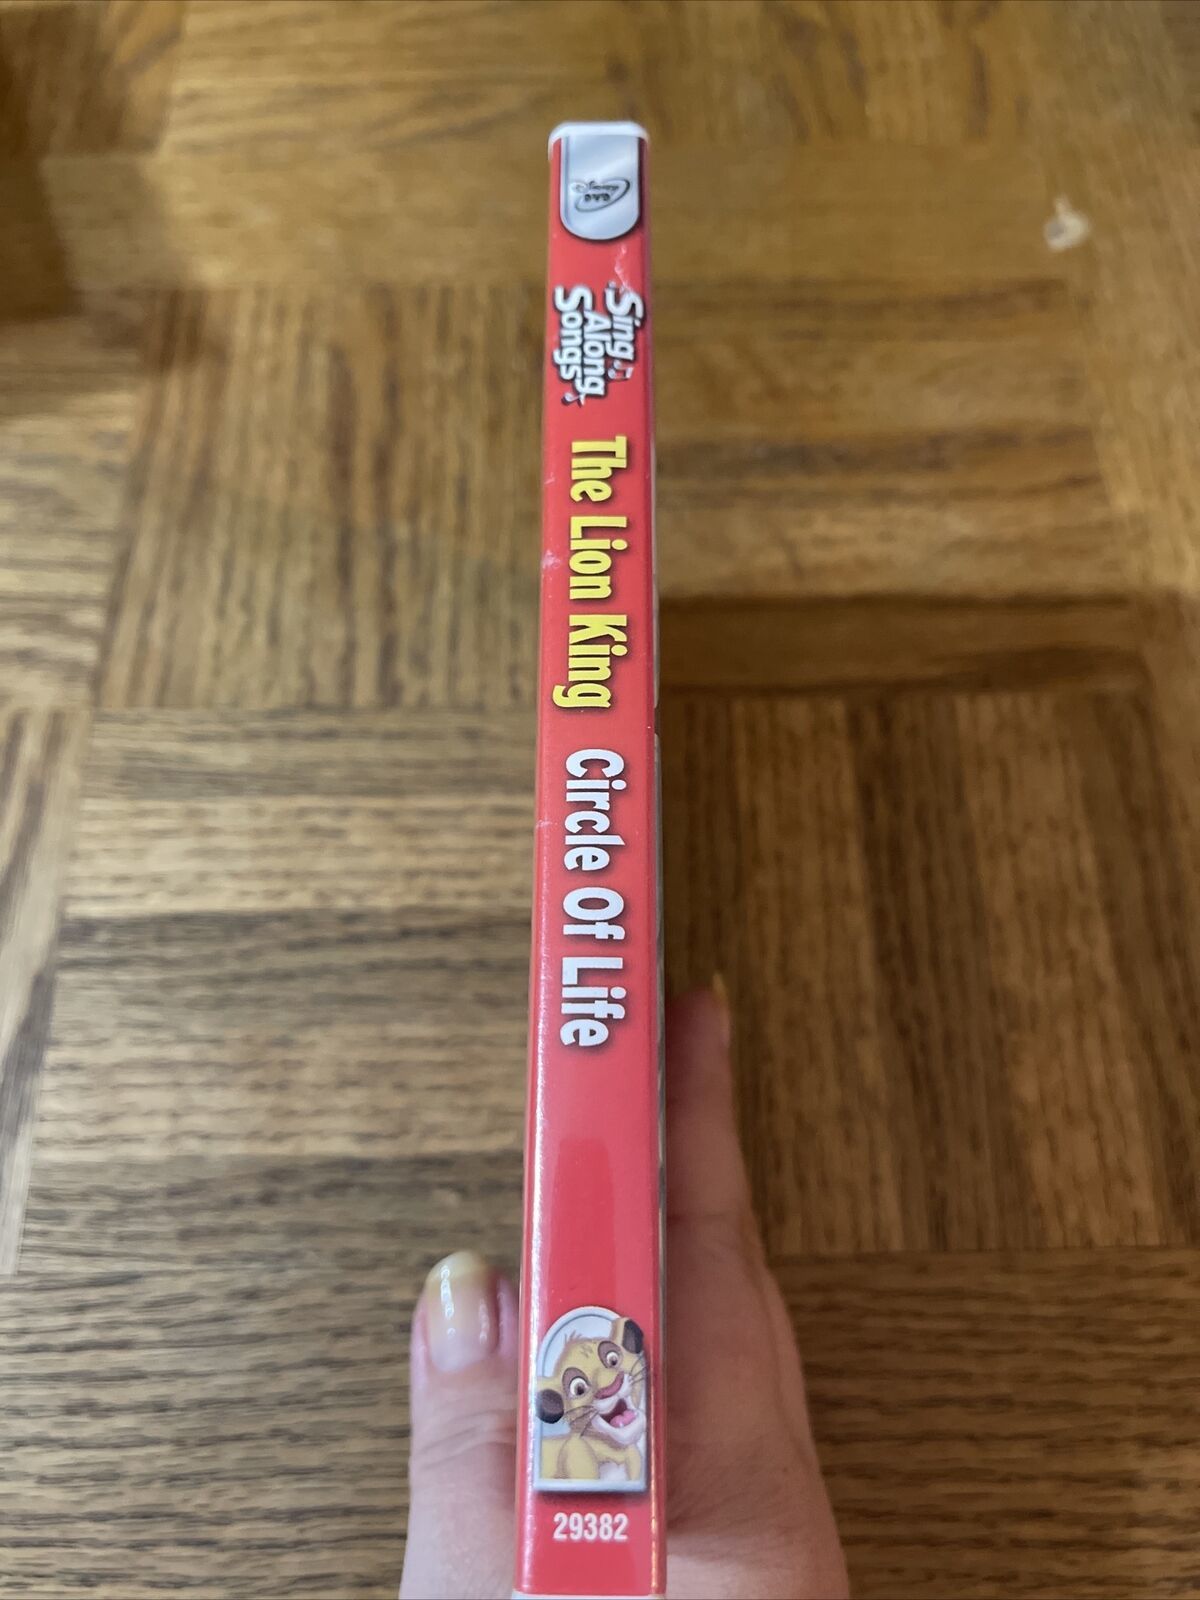 Disney
DVD
Sing
Along
Songs
The Lion King Circle Of Life
29382